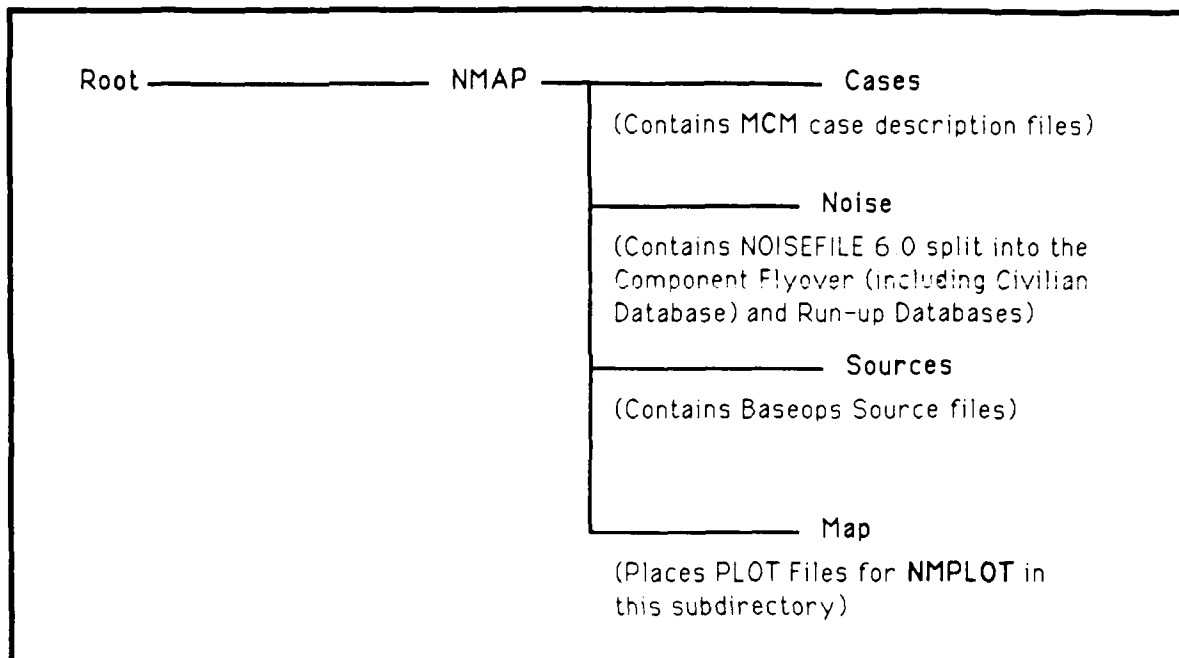 Root NMAP Cases
(Contains MCM case description files)
Noise
(Contains NOISEFILE 6.0 split into the
Component Flyover (including Civilian
Database) and Run-up Databases)
Sources
(Contains Baseops Source files)
Map
(Places PLOT Files for NMPLOT in
this subdirectory)